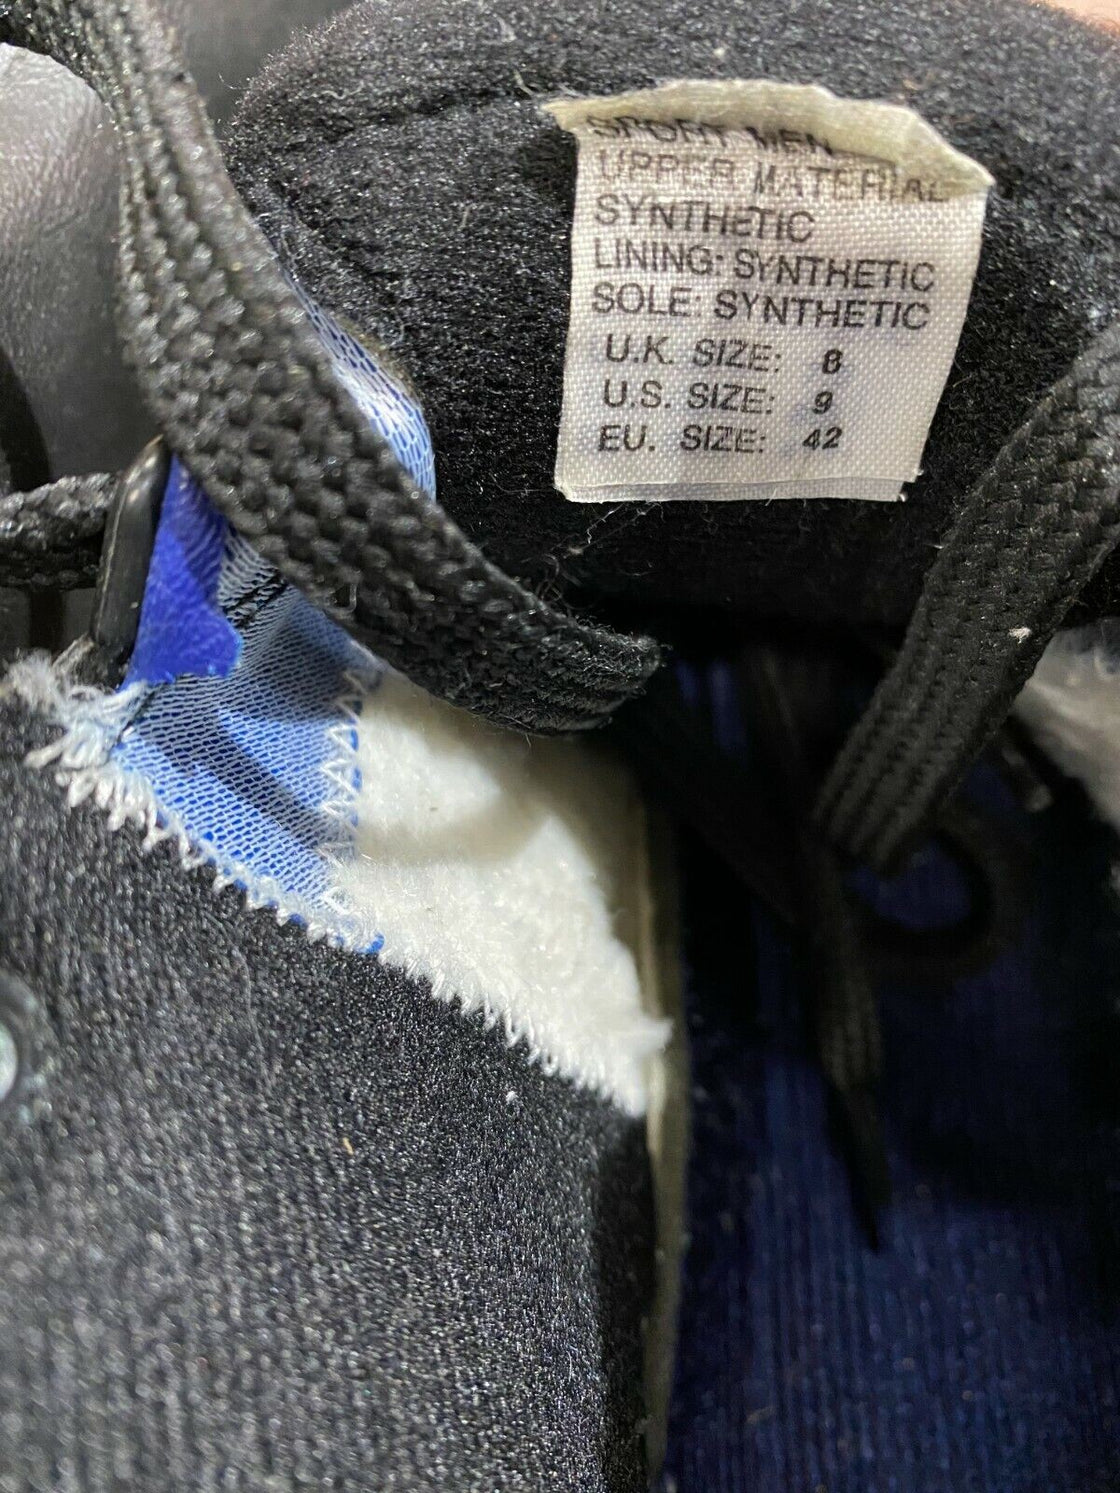 SPORT MEN
UPPER MATERIAL
SYNTHETIC
LINING: SYNTHETIC
SOLE: SYNTHETIC
U.K. SIZE: 8
U.S. SIZE: 9
EU. SIZE: 42